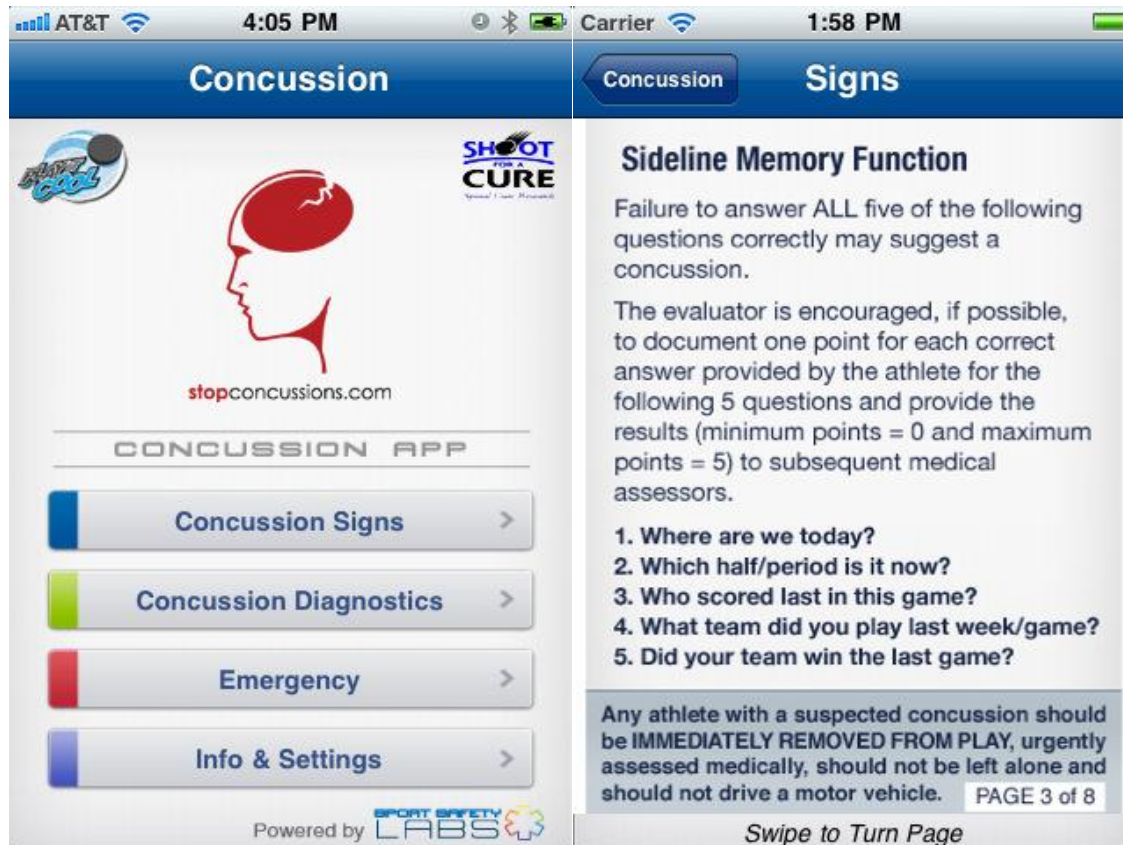 AT&T 4:05 PM
Concussion
PLAY COOL
SHOOT
FOR A
CURE
stopconcussions.com
CONCUSSION APP
Concussion Signs
Concussion Diagnostics
Emergency
Info & Settings
Powered by SPORT SAFETY LABS
Carrier 1:58 PM
Concussion Signs
Sideline Memory Function
Failure to answer ALL five of the following
questions correctly may suggest a
concussion.
The evaluator is encouraged, if possible,
to document one point for each correct
answer provided by the athlete for the
following 5 questions and provide the
results (minimum points = 0 and maximum
points = 5) to subsequent medical
assessors.
1. Where are we today?
2. Which half/period is it now?
3. Who scored last in this game?
4. What team did you play last week/game?
5. Did your team win the last game?
Any athlete with a suspected concussion should
be IMMEDIATELY REMOVED FROM PLAY, urgently
assessed medically, should not be left alone and
should not drive a motor vehicle. PAGE 3 of 8
Swipe to Turn Page